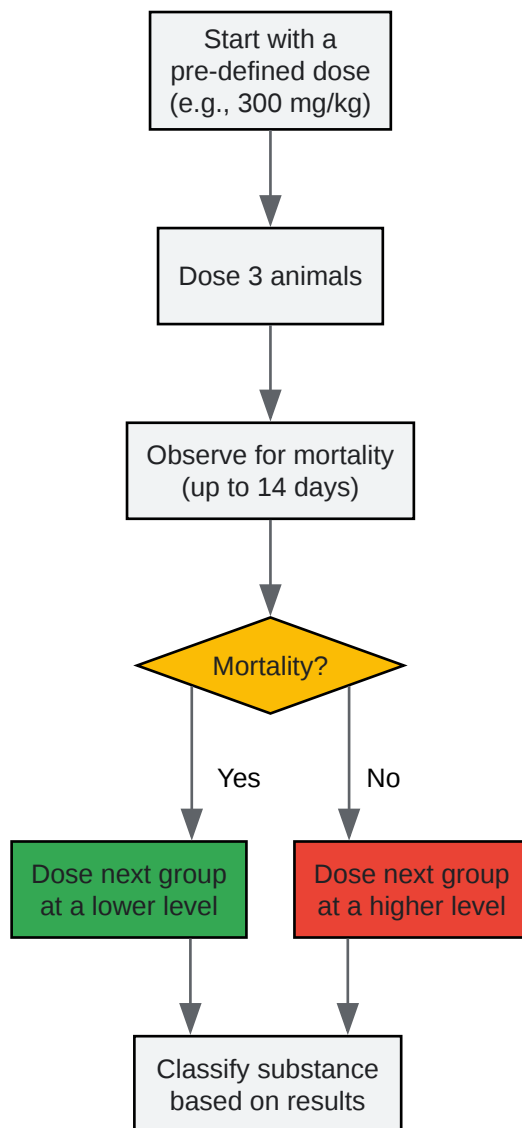 Start with a
pre-defined dose
(e.g., 300 mg/kg)
Dose 3 animals
Observe for mortality
(up to 14 days)
Mortality?
Yes
No
Dose next group
at a lower level
Dose next group
at a higher level
Classify substance
based on results